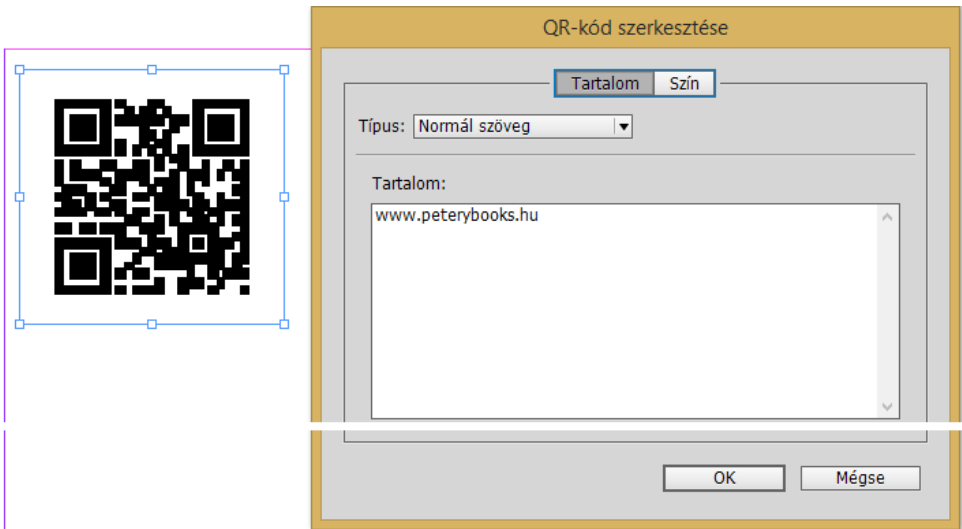 QR-kód szerkesztése
Tartalom Szín
Típus: Normál szöveg
Tartalom:
www.peterybooks.hu
OK Mégse